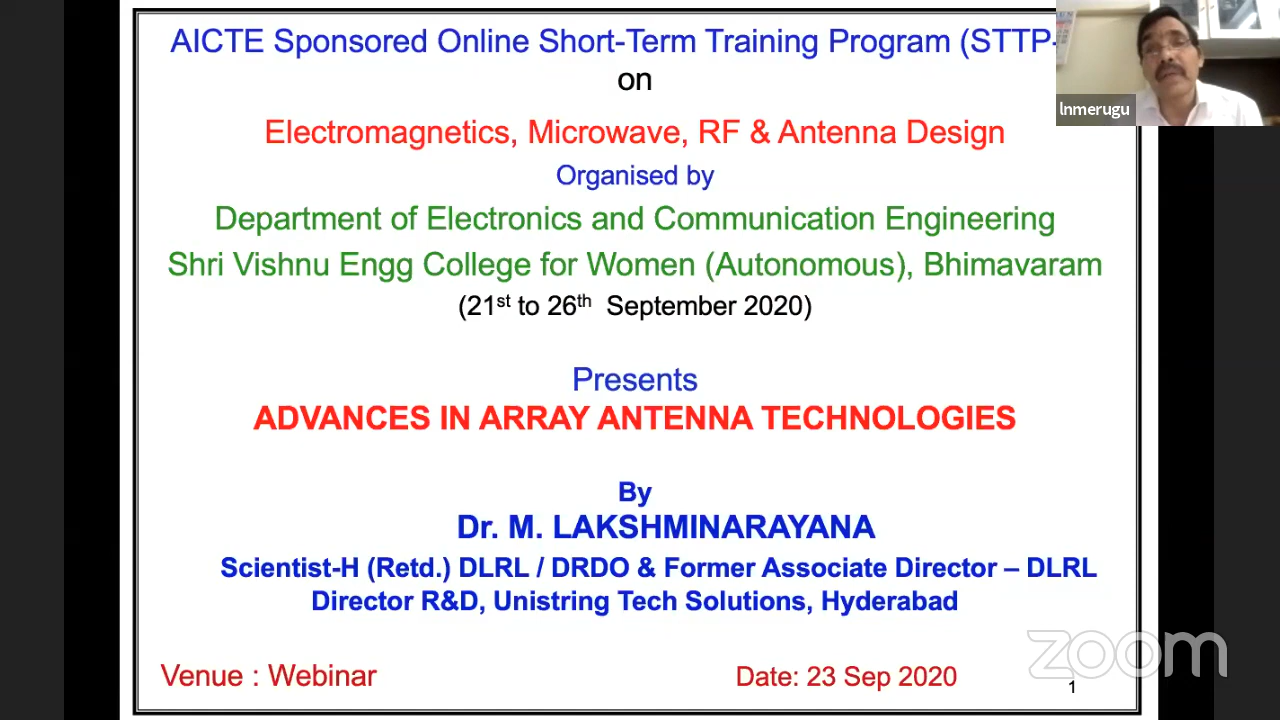 AICTE Sponsored Online Short-Term Training Program (STTP-
on
Electromagnetics, Microwave, RF & Antenna Design
Organised by
Department of Electronics and Communication Engineering
Shri Vishnu Engg College for Women (Autonomous), Bhimavaram
(21st to 26th September 2020)
Presents
ADVANCES IN ARRAY ANTENNA TECHNOLOGIES
By
Dr. M. LAKSHMINARAYANA
Scientist-H (Retd.) DLRL / DRDO & Former Associate Director – DLRL
Director R&D, Unistring Tech Solutions, Hyderabad
Venue : Webinar
Date: 23 Sep 2020
1
lnmerugu
zoom